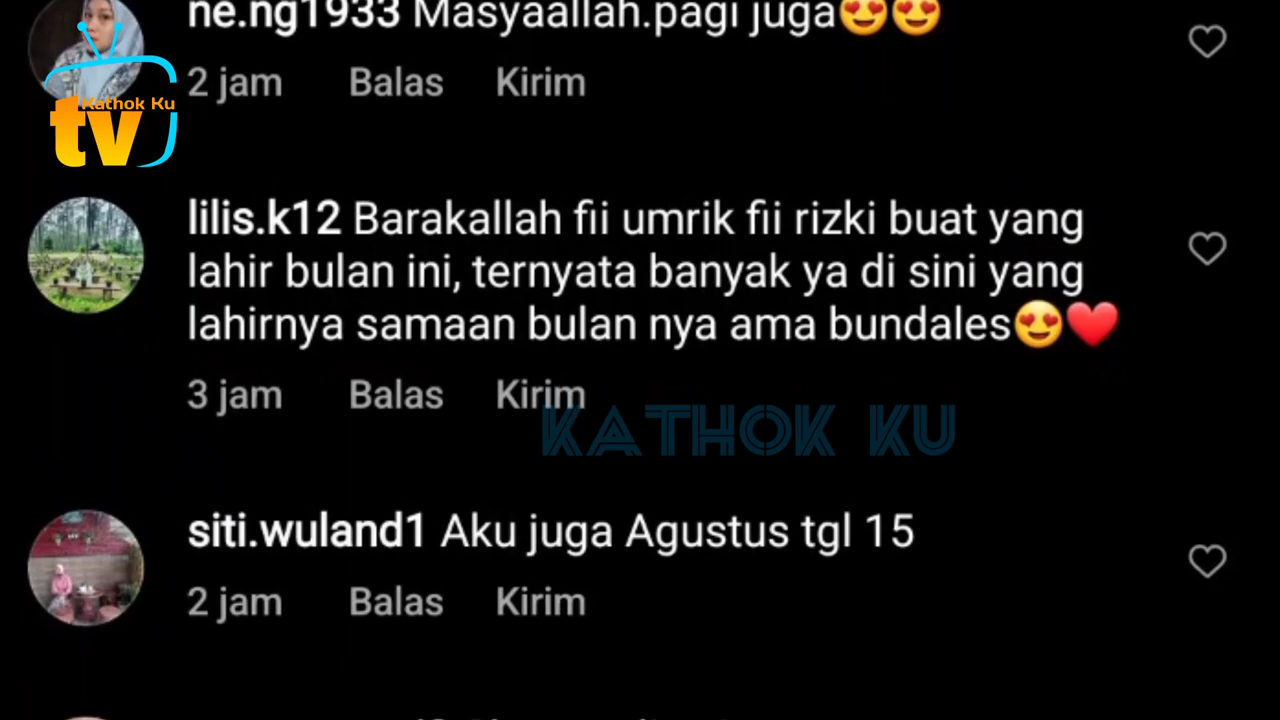 ne.ng1933 Masyaallah.pagi juga😍😍
2 jam Balas Kirim
Kathok Ku
tv
lilis.k12 Barakallah fii umrik fii rizki buat yang
lahir bulan ini, ternyata banyak ya di sini yang
lahirnya samaan bulan nya ama bundales😍❤️
3 jam Balas Kirim
KATHOK KU
siti.wuland1 Aku juga Agustus tgl 15
2 jam Balas Kirim